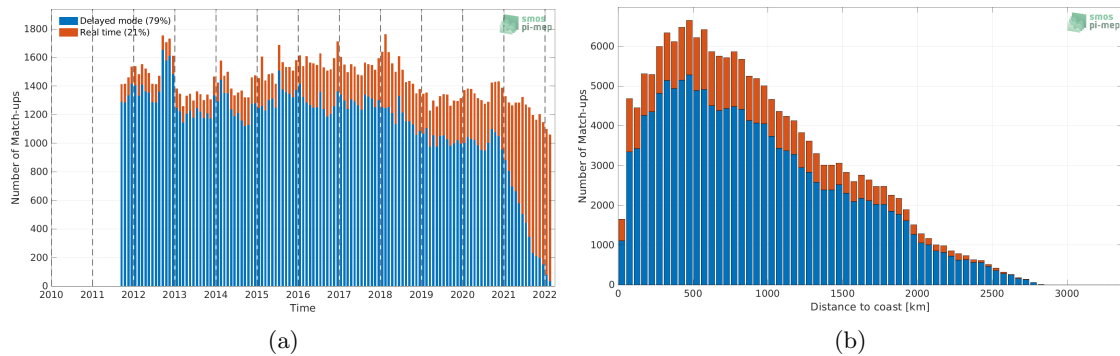 Delayed mode (79%)
Real time (21%)
smos
pi-mep
1800
1600
1400
1200
1000
800
600
400
200
0
Number of Match-ups
2010 2011 2012 2013 2014 2015 2016 2017 2018 2019 2020 2021 2022
Time
(a)
smos
pi-mep
6000
5000
4000
3000
2000
1000
0
Number of Match-ups
0 500 1000 1500 2000 2500 3000
Distance to coast [km]
(b)